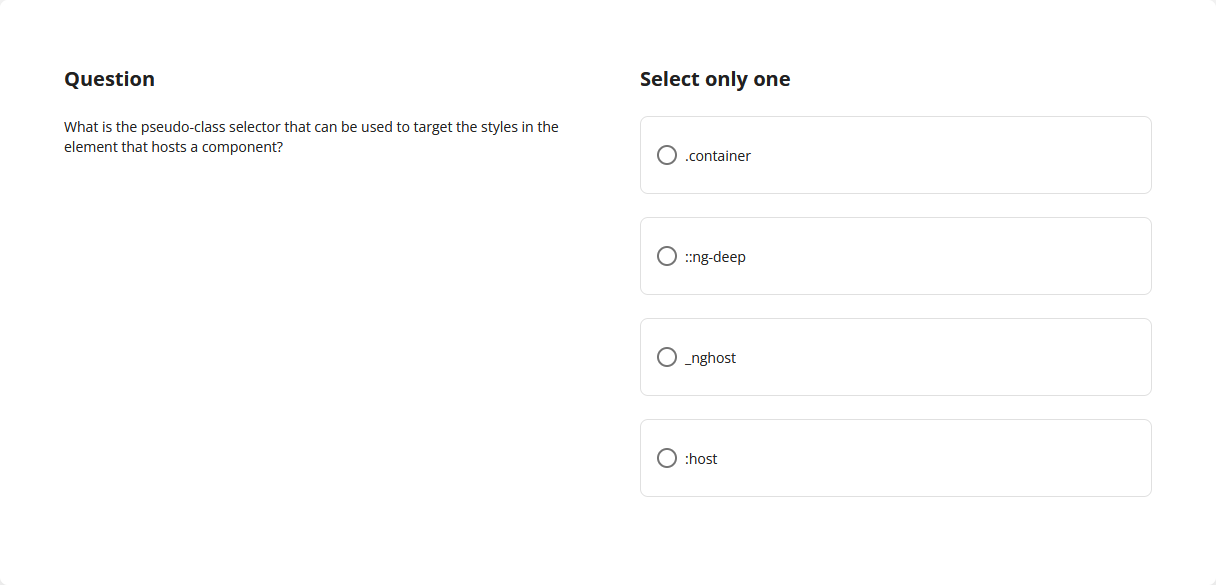 Question
What is the pseudo-class selector that can be used to target the styles in the
element that hosts a component?
Select only one
.container
::ng-deep
_nghost
:host